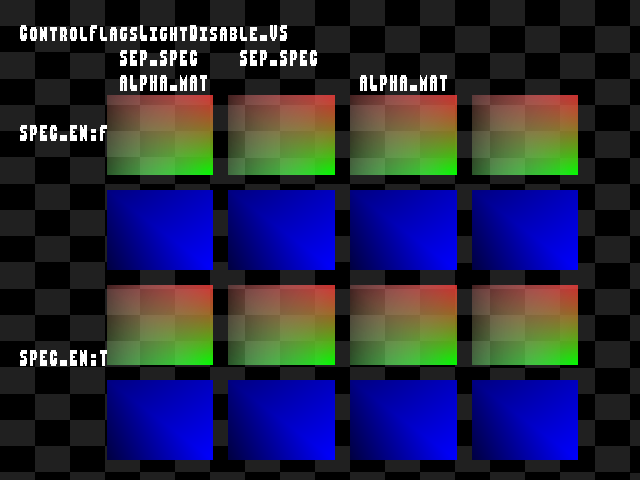 ControlFlagsLightDisable_VS
SEP_SPEC SEP_SPEC
ALPHA_MAT ALPHA_MAT
SPEC_EN:F
SPEC_EN:T